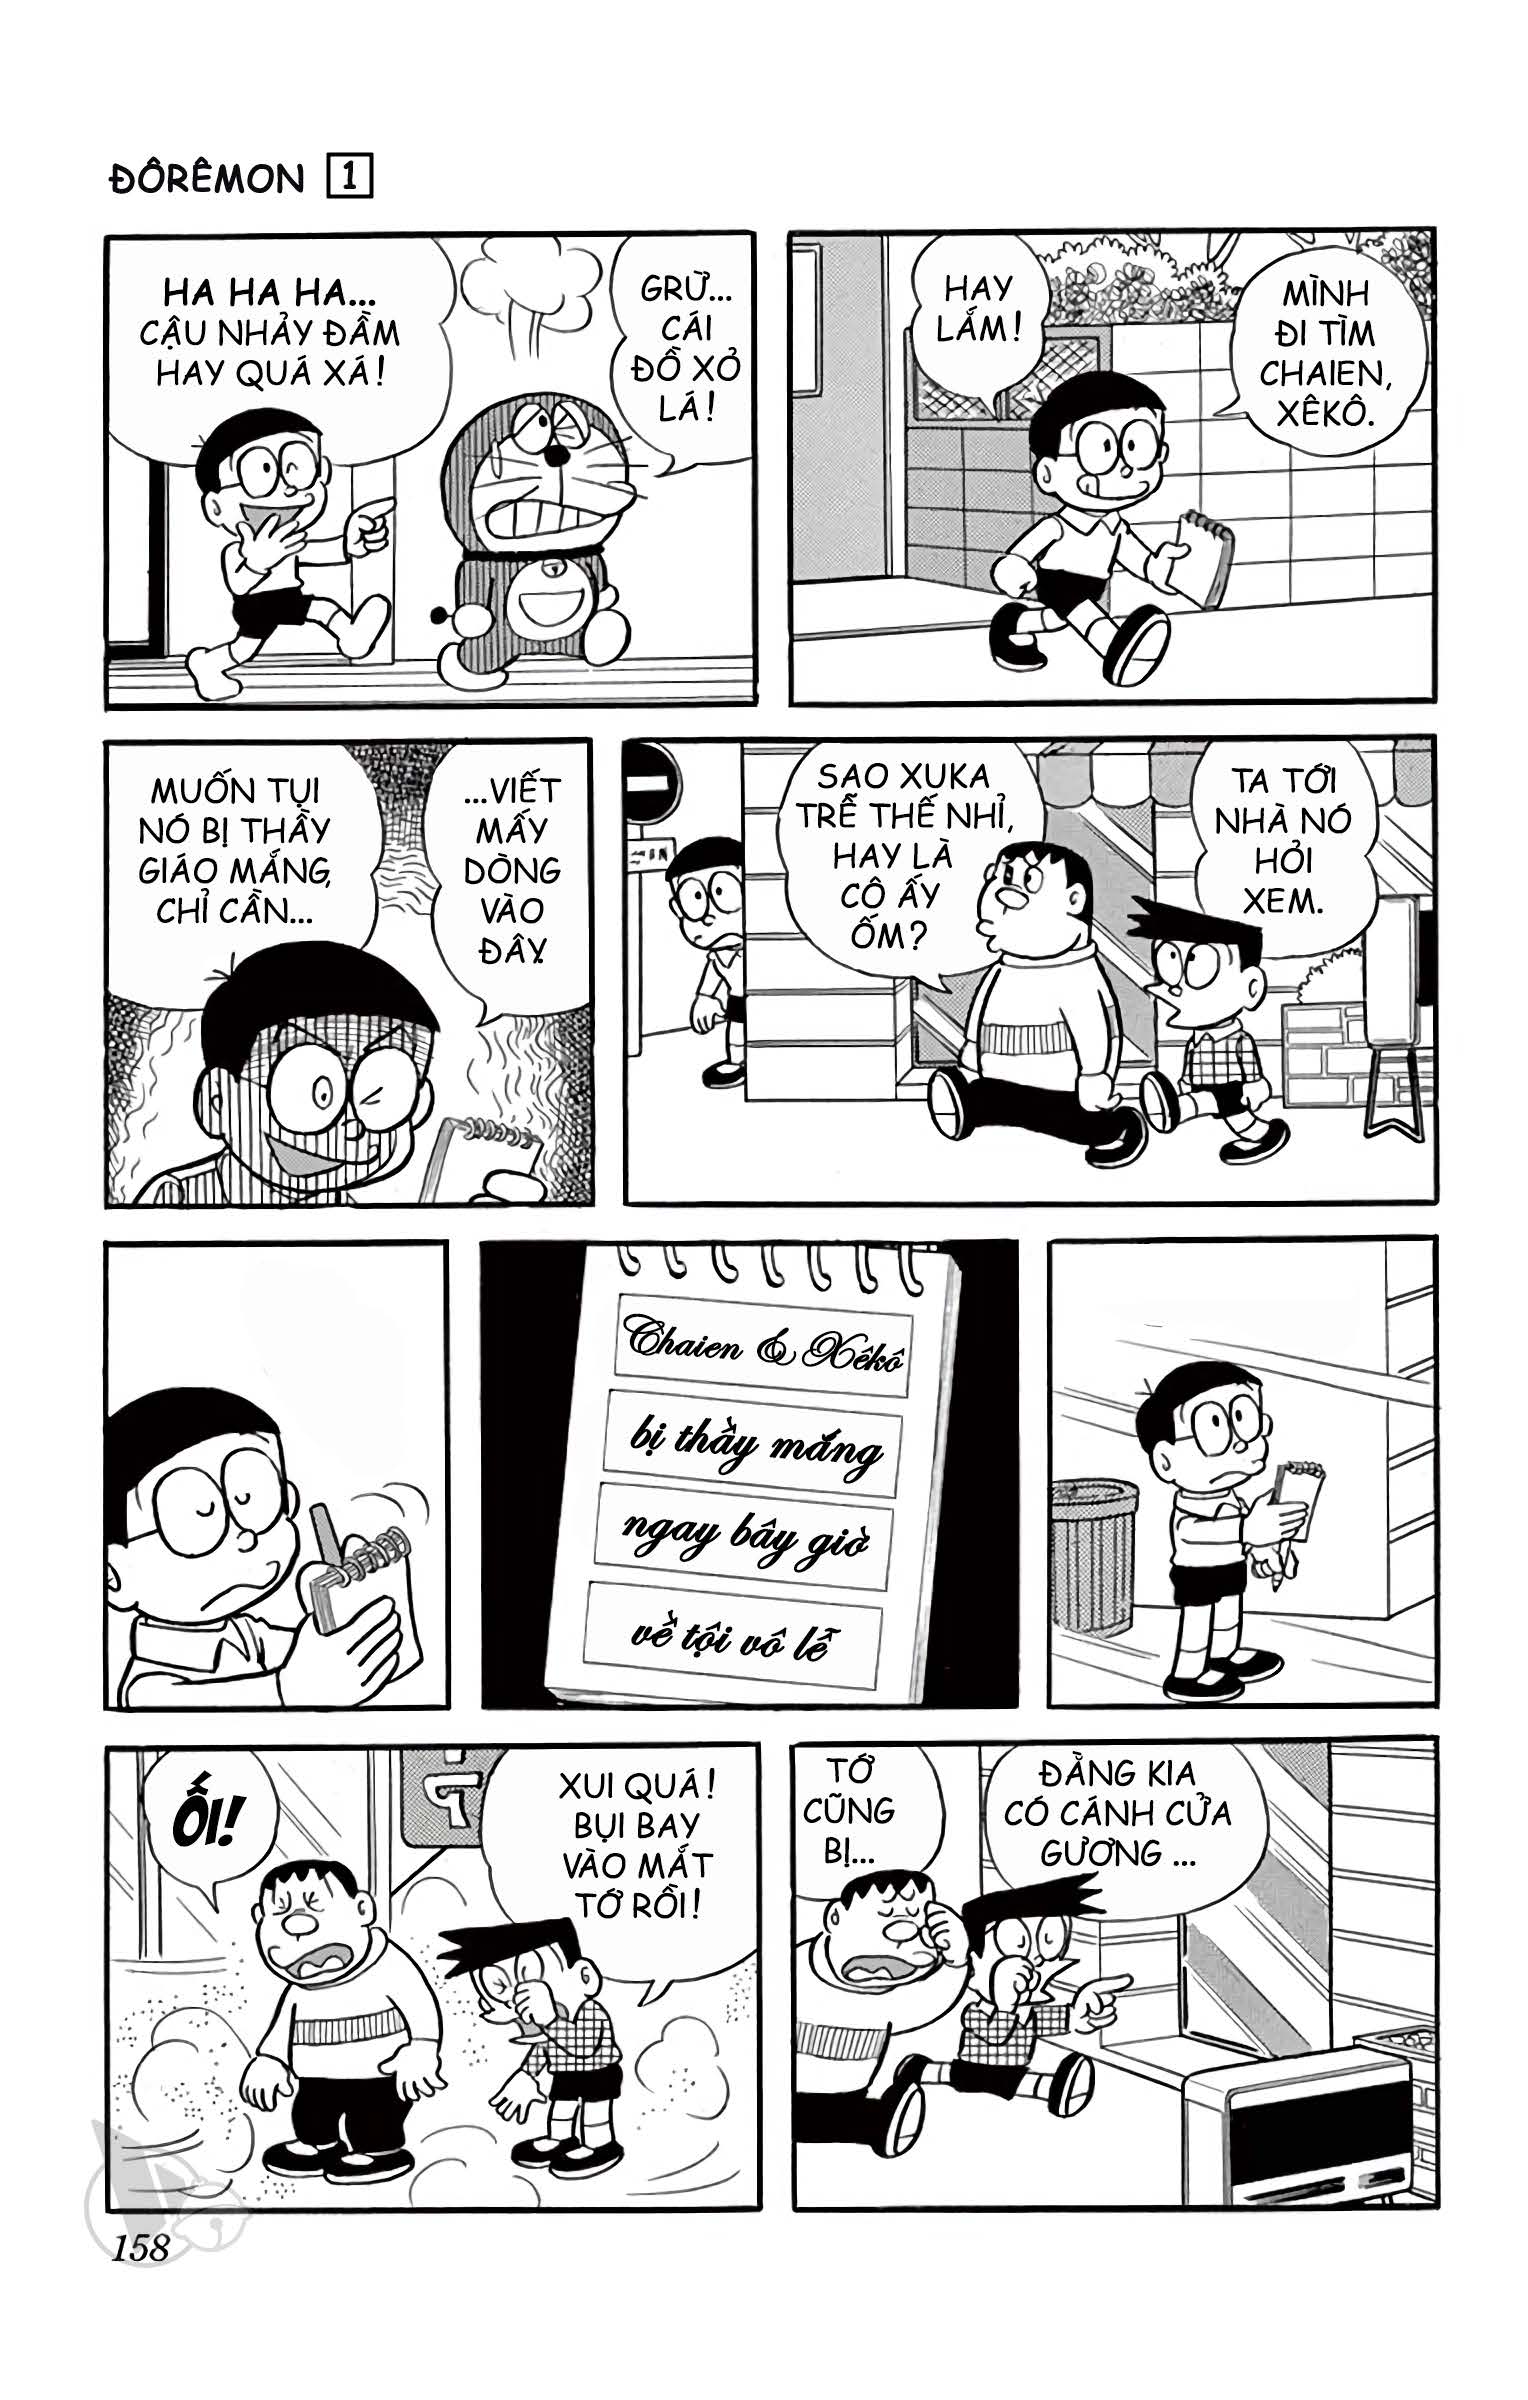 ĐÔRÊMON 1
HA HA HA...
CẬU NHẢY ĐẦM
HAY QUÁ XÁ!
GRỪ...
CÁI
ĐỒ XỎ
LÁ!
HAY
LẮM!
MÌNH
ĐI TÌM
CHAIEN,
XÊKÔ.
MUỐN TỤI
NÓ BỊ THẦY
GIÁO MẮNG,
CHỈ CẦN...
...VIẾT
MẤY
DÒNG
VÀO
ĐÂY.
SAO XUKA
TRỄ THẾ NHỈ,
HAY LÀ
CÔ ẤY
ỐM?
TA TỚI
NHÀ NÓ
HỎI
XEM.
Chaien & Xêkô
bị thầy mắng
ngay bây giờ
về tội vô lễ
ỐI!
XUI QUÁ!
BỤI BAY
VÀO MẮT
TỚ RỒI!
TỚ
CŨNG
BỊ...
ĐẰNG KIA
CÓ CÁNH CỬA
GƯƠNG ...
158